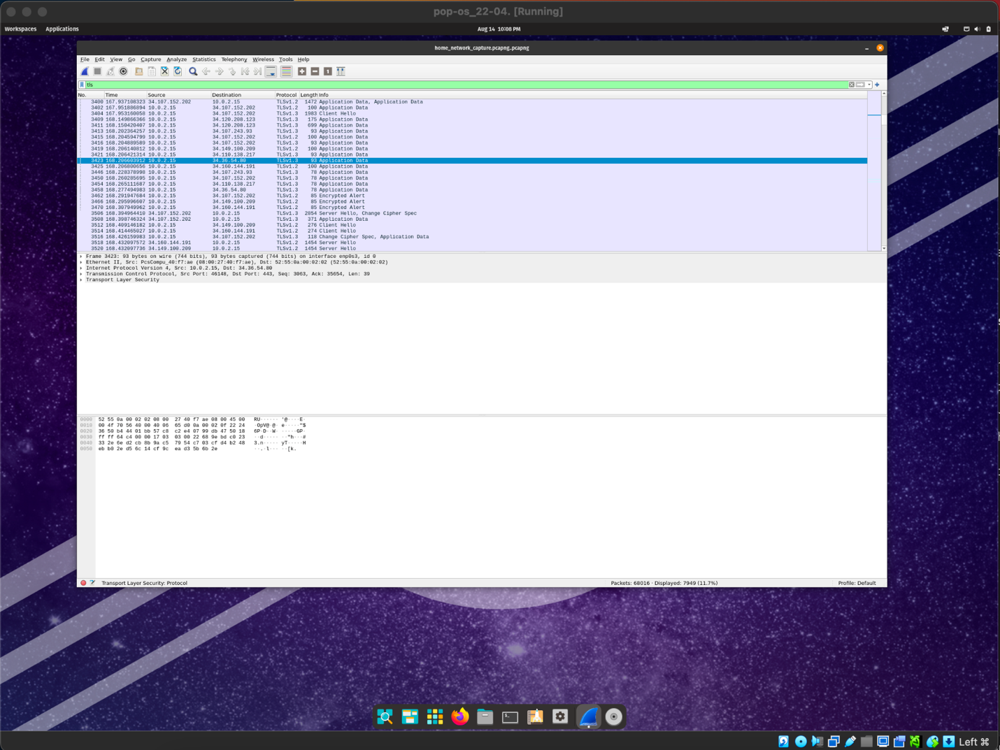 pop-os_22-04. [Running]
Workspaces Applications Aug 14 10:08 PM
home_network_capture.pcapng.pcapng
File Edit View Go Capture Analyze Statistics Telephony Wireless Tools Help
tls
No. Time Source Destination Protocol Length Info
3400 167.937108323 34.107.152.202 10.0.2.15 TLSv1.2 1472 Application Data, Application Data
3402 167.951886894 10.0.2.15 34.107.152.202 TLSv1.2 100 Application Data
3404 167.953160058 10.0.2.15 34.107.152.202 TLSv1.3 1983 Client Hello
3409 168.149866366 10.0.2.15 34.120.208.123 TLSv1.3 175 Application Data
3411 168.150420407 10.0.2.15 34.120.208.123 TLSv1.3 699 Application Data
3413 168.202364257 10.0.2.15 34.107.243.93 TLSv1.3 93 Application Data
3415 168.204594799 10.0.2.15 34.107.152.202 TLSv1.2 100 Application Data
3416 168.204889589 10.0.2.15 34.107.152.202 TLSv1.3 93 Application Data
3419 168.206140812 10.0.2.15 34.149.100.209 TLSv1.2 100 Application Data
3421 168.206421314 10.0.2.15 34.110.138.217 TLSv1.3 93 Application Data
3423 168.206603912 10.0.2.15 34.36.54.80 TLSv1.3 93 Application Data
3425 168.206800656 10.0.2.15 34.160.144.191 TLSv1.2 100 Application Data
3446 168.228378998 10.0.2.15 34.107.243.93 TLSv1.3 78 Application Data
3450 168.260285695 10.0.2.15 34.107.152.202 TLSv1.3 78 Application Data
3454 168.265111687 10.0.2.15 34.110.138.217 TLSv1.3 78 Application Data
3458 168.277494983 10.0.2.15 34.36.54.80 TLSv1.3 78 Application Data
3462 168.291947684 10.0.2.15 34.107.152.202 TLSv1.2 85 Encrypted Alert
3466 168.295996607 10.0.2.15 34.149.100.209 TLSv1.2 85 Encrypted Alert
3470 168.307949962 10.0.2.15 34.160.144.191 TLSv1.2 85 Encrypted Alert
3506 168.394964410 34.107.152.202 10.0.2.15 TLSv1.3 2854 Server Hello, Change Cipher Spec
3508 168.398746324 34.107.152.202 10.0.2.15 TLSv1.3 371 Application Data
3512 168.409146182 10.0.2.15 34.149.100.209 TLSv1.2 276 Client Hello
3514 168.414465027 10.0.2.15 34.160.144.191 TLSv1.2 274 Client Hello
3516 168.426159983 10.0.2.15 34.107.152.202 TLSv1.3 118 Change Cipher Spec, Application Data
3518 168.432097572 34.160.144.191 10.0.2.15 TLSv1.2 1454 Server Hello
3520 168.432097736 34.149.100.209 10.0.2.15 TLSv1.2 1454 Server Hello
Frame 3423: 93 bytes on wire (744 bits), 93 bytes captured (744 bits) on interface enp0s3, id 0
Ethernet II, Src: PcsCompu_40:f7:ae (08:00:27:40:f7:ae), Dst: 52:55:0a:00:02:02 (52:55:0a:00:02:02)
Internet Protocol Version 4, Src: 10.0.2.15, Dst: 34.36.54.80
Transmission Control Protocol, Src Port: 46148, Dst Port: 443, Seq: 3063, Ack: 35654, Len: 39
Transport Layer Security
0000 52 55 0a 00 02 02 08 00 27 40 f7 ae 08 00 45 00 RU······ '@····E·
0010 00 4f 70 56 40 00 40 06 65 d0 0a 00 02 0f 22 24 ·OpV@·@· e·····"$
0020 36 50 b4 44 01 bb 57 c8 c2 e4 07 99 db 47 50 18 6P·D··W· ·····GP·
0030 ff ff 64 c4 00 00 17 03 03 00 22 68 9e bd c0 23 ··d····· ··"h···#
0040 33 2e 6e d2 cb 8b 9a c5 79 54 c7 03 cf d4 b2 48 3.n····· yT·····H
0050 eb b0 2e d5 6c 14 cf 9c ea d3 5b 6b 2e ··.·l··· ··[k.
Transport Layer Security: Protocol Packets: 68016 · Displayed: 7949 (11.7%) Profile: Default
Left ⌘